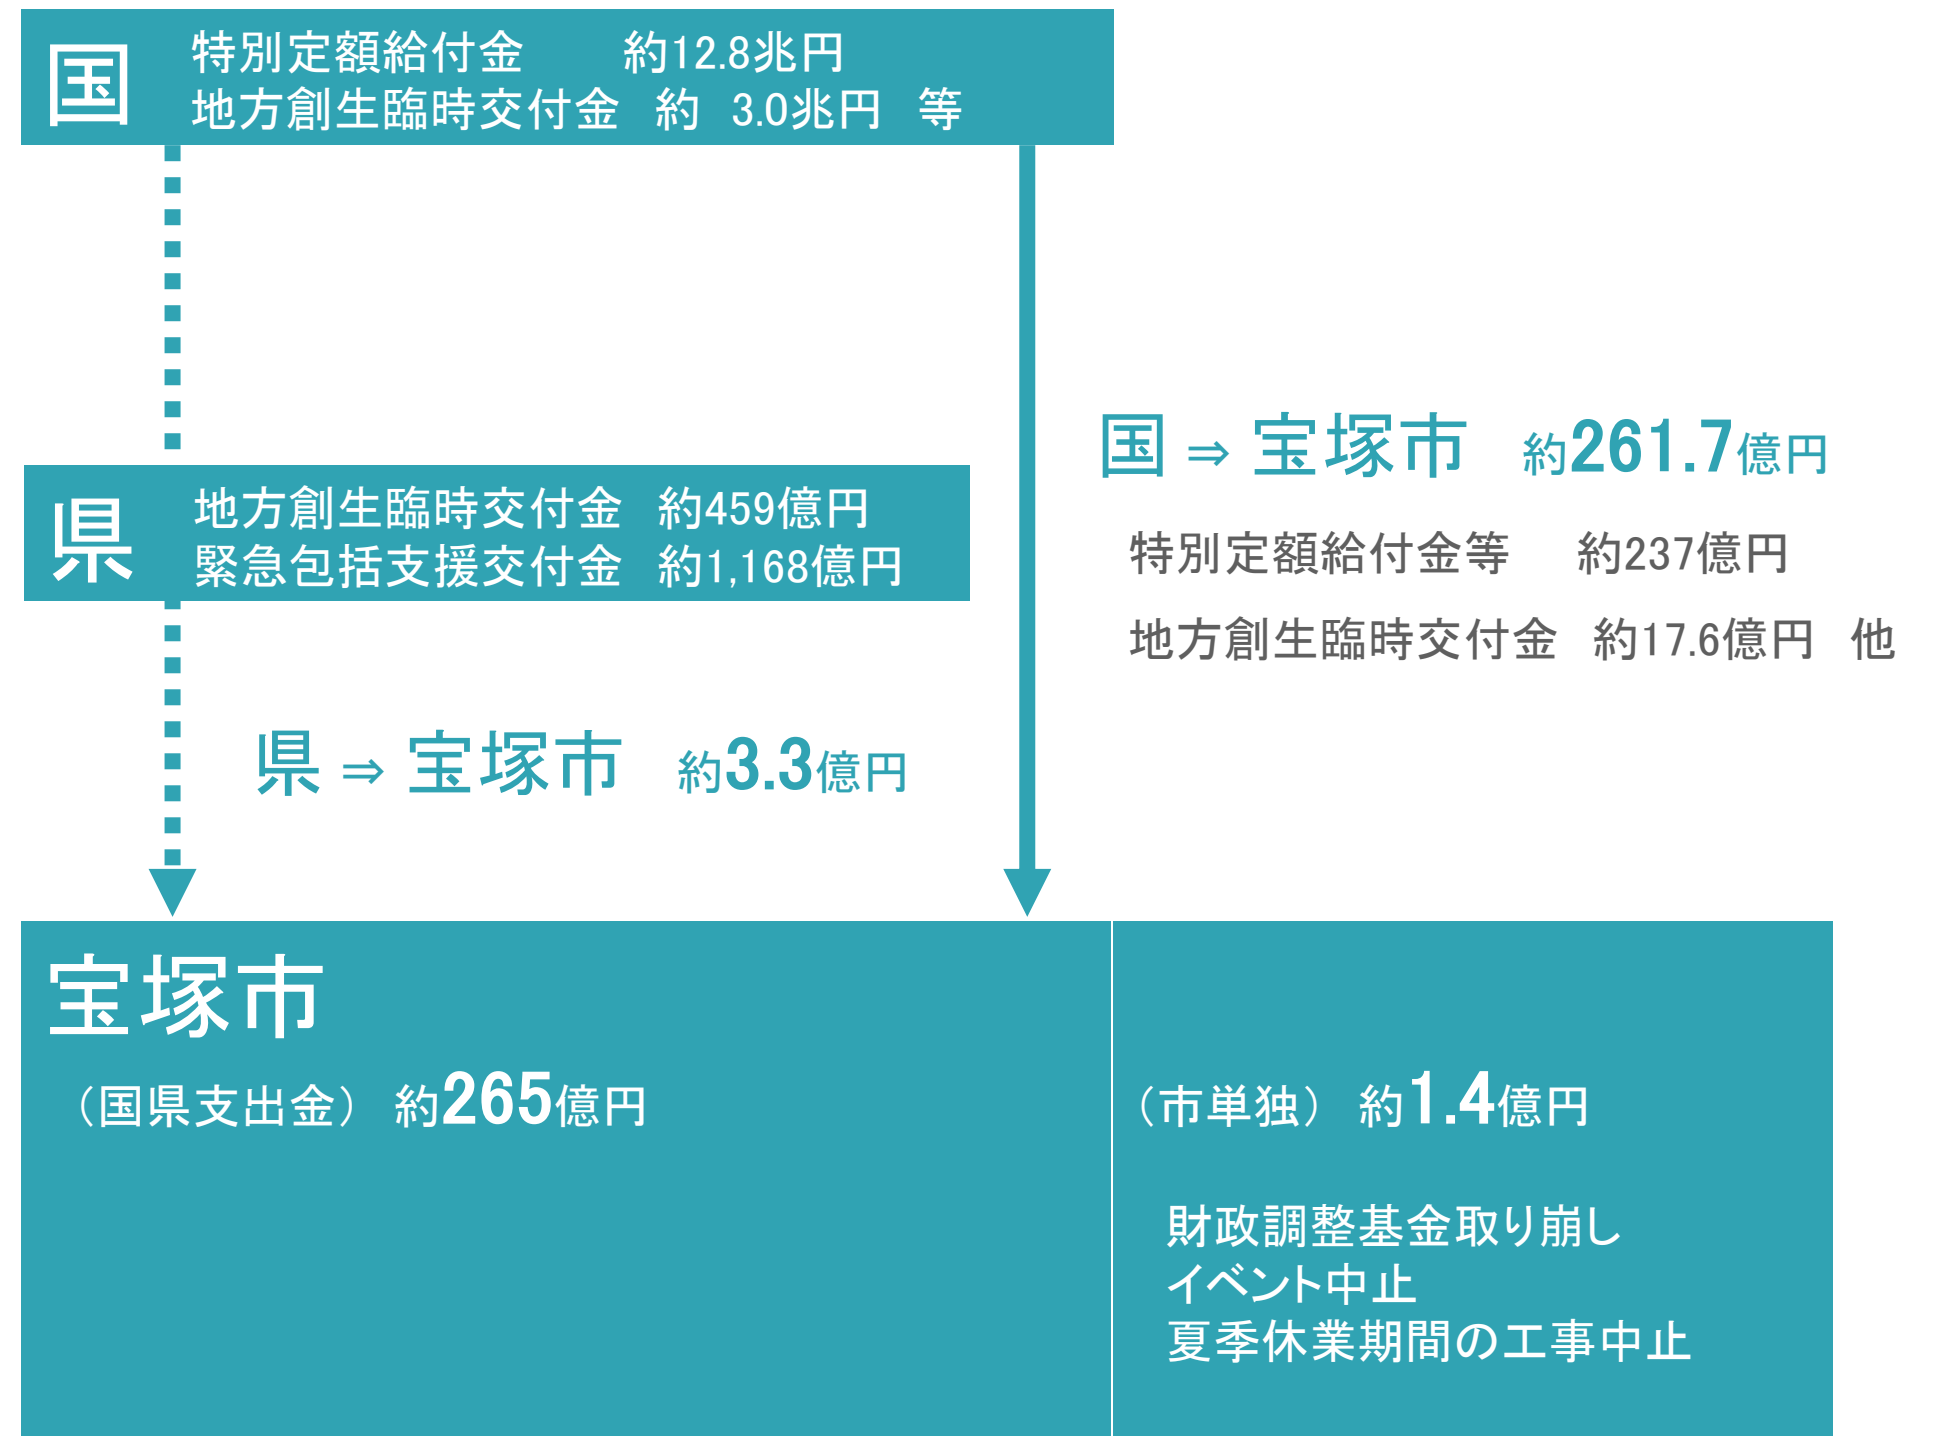 国
特別定額給付金　　約12.8兆円
地方創生臨時交付金　約　3.0兆円　等
県
地方創生臨時交付金　約459億円
緊急包括支援交付金　約1,168億円
国 ⇒ 宝塚市　約261.7億円
特別定額給付金等　　約237億円
地方創生臨時交付金　約17.6億円　他
県 ⇒ 宝塚市　約3.3億円
宝塚市
（国県支出金）　約265億円
（市単独）　約1.4億円
財政調整基金取り崩し
イベント中止
夏季休業期間の工事中止